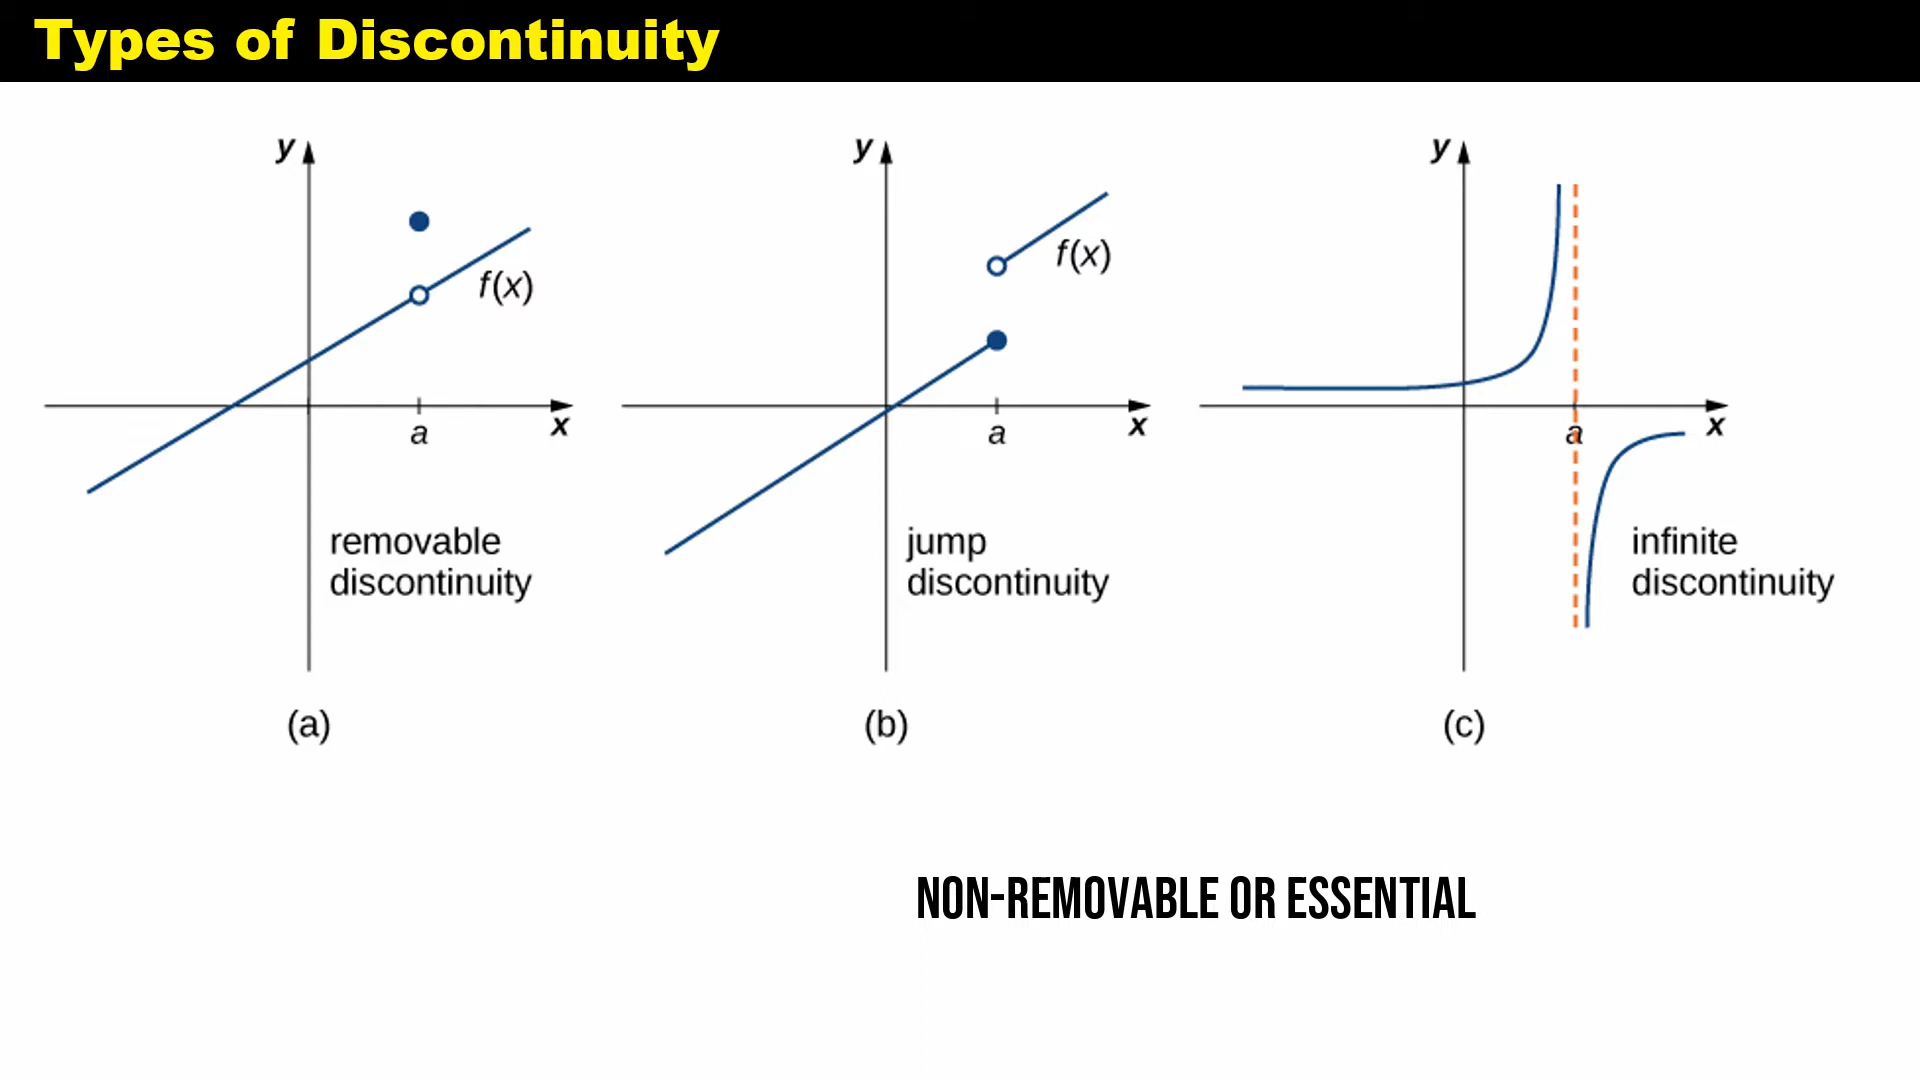 Types of Discontinuity
y
f(x)
a
x
removable
discontinuity
(a)
y
f(x)
a
x
jump
discontinuity
(b)
y
a
x
infinite
discontinuity
(c)
NON-REMOVABLE OR ESSENTIAL